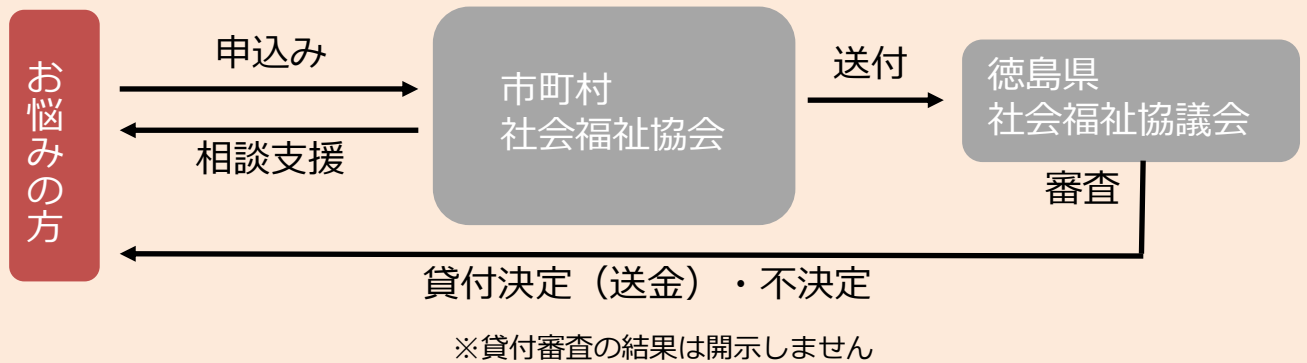 お悩みの方
申込み
相談支援
市町村
社会福祉協会
送付
徳島県
社会福祉協議会
審査
貸付決定（送金）・不決定
※貸付審査の結果は開示しません